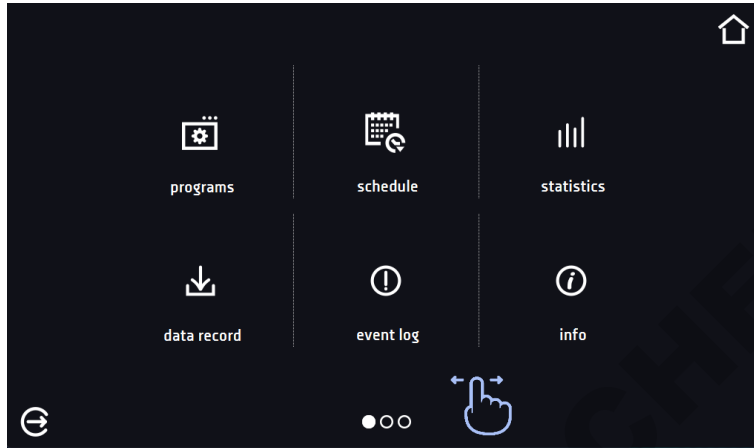 programs
schedule
statistics
data record
event log
info